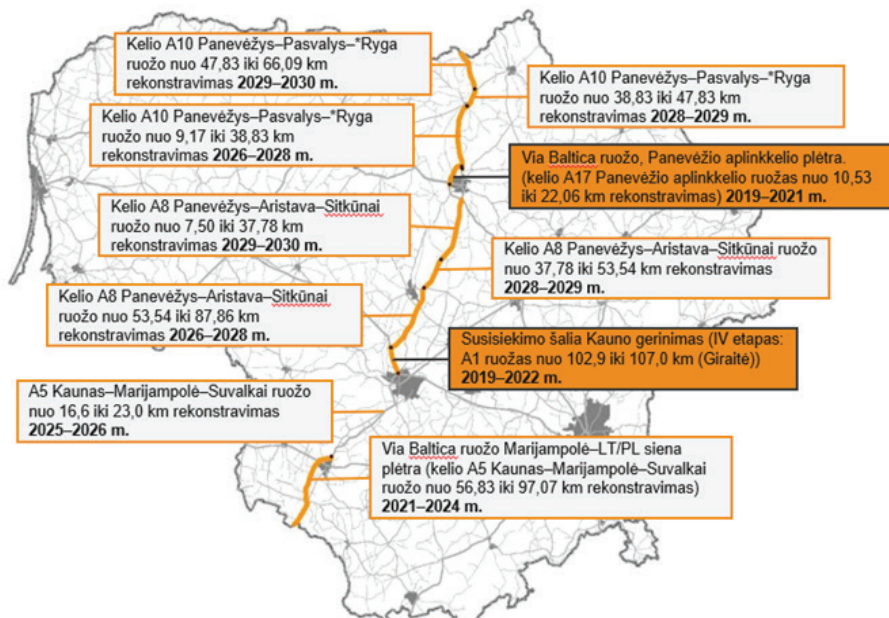 Kelio A10 Panevėžys–Pasvalys–*Ryga
ruožo nuo 47,83 iki 66,09 km
rekonstravimas 2029–2030 m.
Kelio A10 Panevėžys–Pasvalys–*Ryga
ruožo nuo 38,83 iki 47,83 km
rekonstravimas 2028–2029 m.
Kelio A10 Panevėžys–Pasvalys–*Ryga
ruožo nuo 9,17 iki 38,83 km
rekonstravimas 2026–2028 m.
Via Baltica ruožo, Panevėžio aplinkkelio plėtra.
(kelio A17 Panevėžio aplinkkelio ruožas nuo 10,53
iki 22,06 km rekonstravimas) 2019–2021 m.
Kelio A8 Panevėžys–Aristava–Sitkūnai
ruožo nuo 7,50 iki 37,78 km
rekonstravimas 2029–2030 m.
Kelio A8 Panevėžys–Aristava–Sitkūnai ruožo
nuo 37,78 iki 53,54 km rekonstravimas
2028–2029 m.
Kelio A8 Panevėžys–Aristava–Sitkūnai
ruožo nuo 53,54 iki 87,86 km
rekonstravimas 2026–2028 m.
Susisiekimo šalia Kauno gerinimas (IV etapas:
A1 ruožas nuo 102,9 iki 107,0 km (Giraitė))
2019–2022 m.
A5 Kaunas–Marijampolė–Suvalkai ruožo
nuo 16,6 iki 23,0 km rekonstravimas
2025–2026 m.
Via Baltica ruožo Marijampolė–LT/PL siena
plėtra (kelio A5 Kaunas–Marijampolė–Suvalkai
ruožo nuo 56,83 iki 97,07 km rekonstravimas)
2021–2024 m.